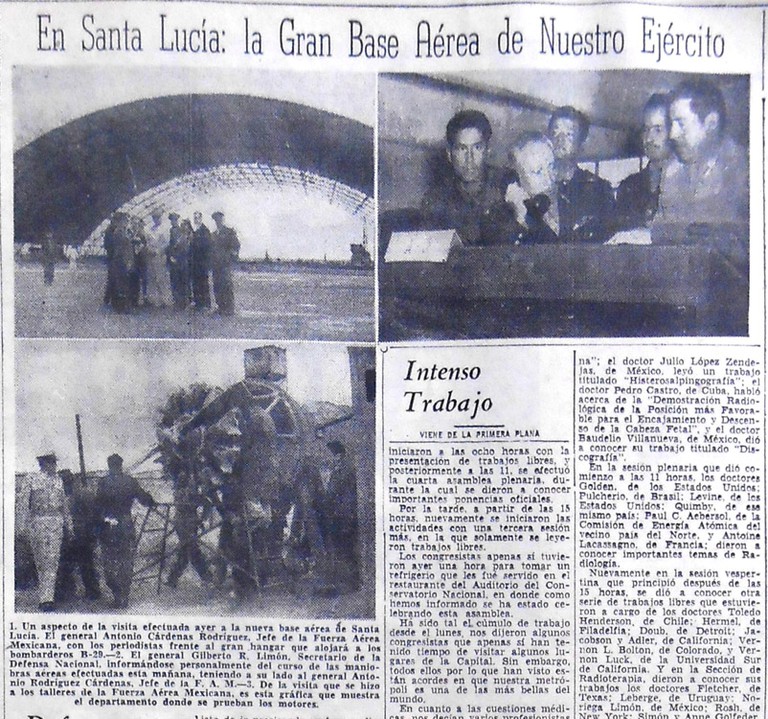 En Santa Lucía: la Gran Base Aérea de Nuestro Ejército
1. Un aspecto de la visita efectuada ayer a la nueva base aérea de Santa
Lucía. El general Antonio Cárdenas Rodríguez, Jefe de la Fuerza Aérea
Mexicana, con los periodistas frente al gran hangar que alojará a los
bombarderos B-29.—2. El general Gilberto R. Limón, Secretario de la
Defensa Nacional, informándose personalmente del curso de las manio-
bras aéreas efectuadas esta mañana, teniendo a su lado al general Anto-
nio Rodríguez Cárdenas, Jefe de la F. A. M.—3. De la visita que se hizo
a los talleres de la Fuerza Aérea Mexicana, es esta gráfica que muestra
el departamento donde se prueban los motores.
Intenso
Trabajo
VIENE DE LA PRIMERA PLANA
iniciaron a las ocho horas con la
presentación de trabajos libres, y
posteriormente a las 11, se efectuó
la cuarta asamblea plenaria, du-
rante la cual se dieron a conocer
importantes ponencias oficiales.
Por la tarde, a partir de las 15
horas, nuevamente se iniciaron las
actividades con una tercera sesión
más, en la que solamente se leye-
ron trabajos libres.
Los congresistas apenas si tuvie-
ron ayer una hora para tomar un
refrigerio que les fué servido en el
restaurante del Auditorio del Con-
servatorio Nacional, en donde como
hemos informado se ha estado ce-
lebrando esta asamblea.
Ha sido tal el cúmulo de trabajo
desde el lunes, nos dijeron algunos
congresistas que apenas si han te-
nido tiempo de visitar algunos lu-
gares de la Capital. Sin embargo,
todos ellos por lo que han visto es-
tán acordes en que nuestra metró-
poli es una de las más bellas del
mundo.
En cuanto a las cuestiones médi-
cas, nos decían varios profesionistas
na"; el doctor Julio López Zende-
jas, de México, leyó un trabajo
titulado "Histerosalpingografía"; el
doctor Pedro Castro, de Cuba, habló
acerca de la "Demostración Radio-
lógica de la Posición más Favora-
ble para el Encajamiento y Descen-
so de la Cabeza Fetal", y el doctor
Baudelio Villanueva, de México, dió
a conocer su trabajo titulado "Dis-
cografía".
En la sesión plenaria que dió co-
mienzo a las 11 horas, los doctores
Golden, de los Estados Unidos;
Pulcherio, de Brasil; Levine, de los
Estados Unidos; Quimby, de ese
mismo país; Paul C. Aebersol, de la
Comisión de Energía Atómica del
vecino país del Norte, y Antoine
Lacassagno, de Francia; dieron a
conocer importantes temas de Ra-
diología.
Nuevamente en la sesión vesper-
tina que principió después de las
15 horas, se dió a conocer otra
serie de trabajos libres que estuvie-
ron a cargo de los doctores Toledo
Henderson, de Chile; Hermel, de
Filadelfia; Doub, de Detroit; Ja-
cobson y Adler, de California; Ver-
non L. Bolton, de Colorado, y Ver-
non Luck, de la Universidad Sur
de California. Y en la Sección de
Radioterapia, dieron a conocer sus
trabajos los doctores Fletcher, de
Texas; Leberge, de Uruguay; No-
riega Limón, de México; Rosh, de
New York; Simón y Anna